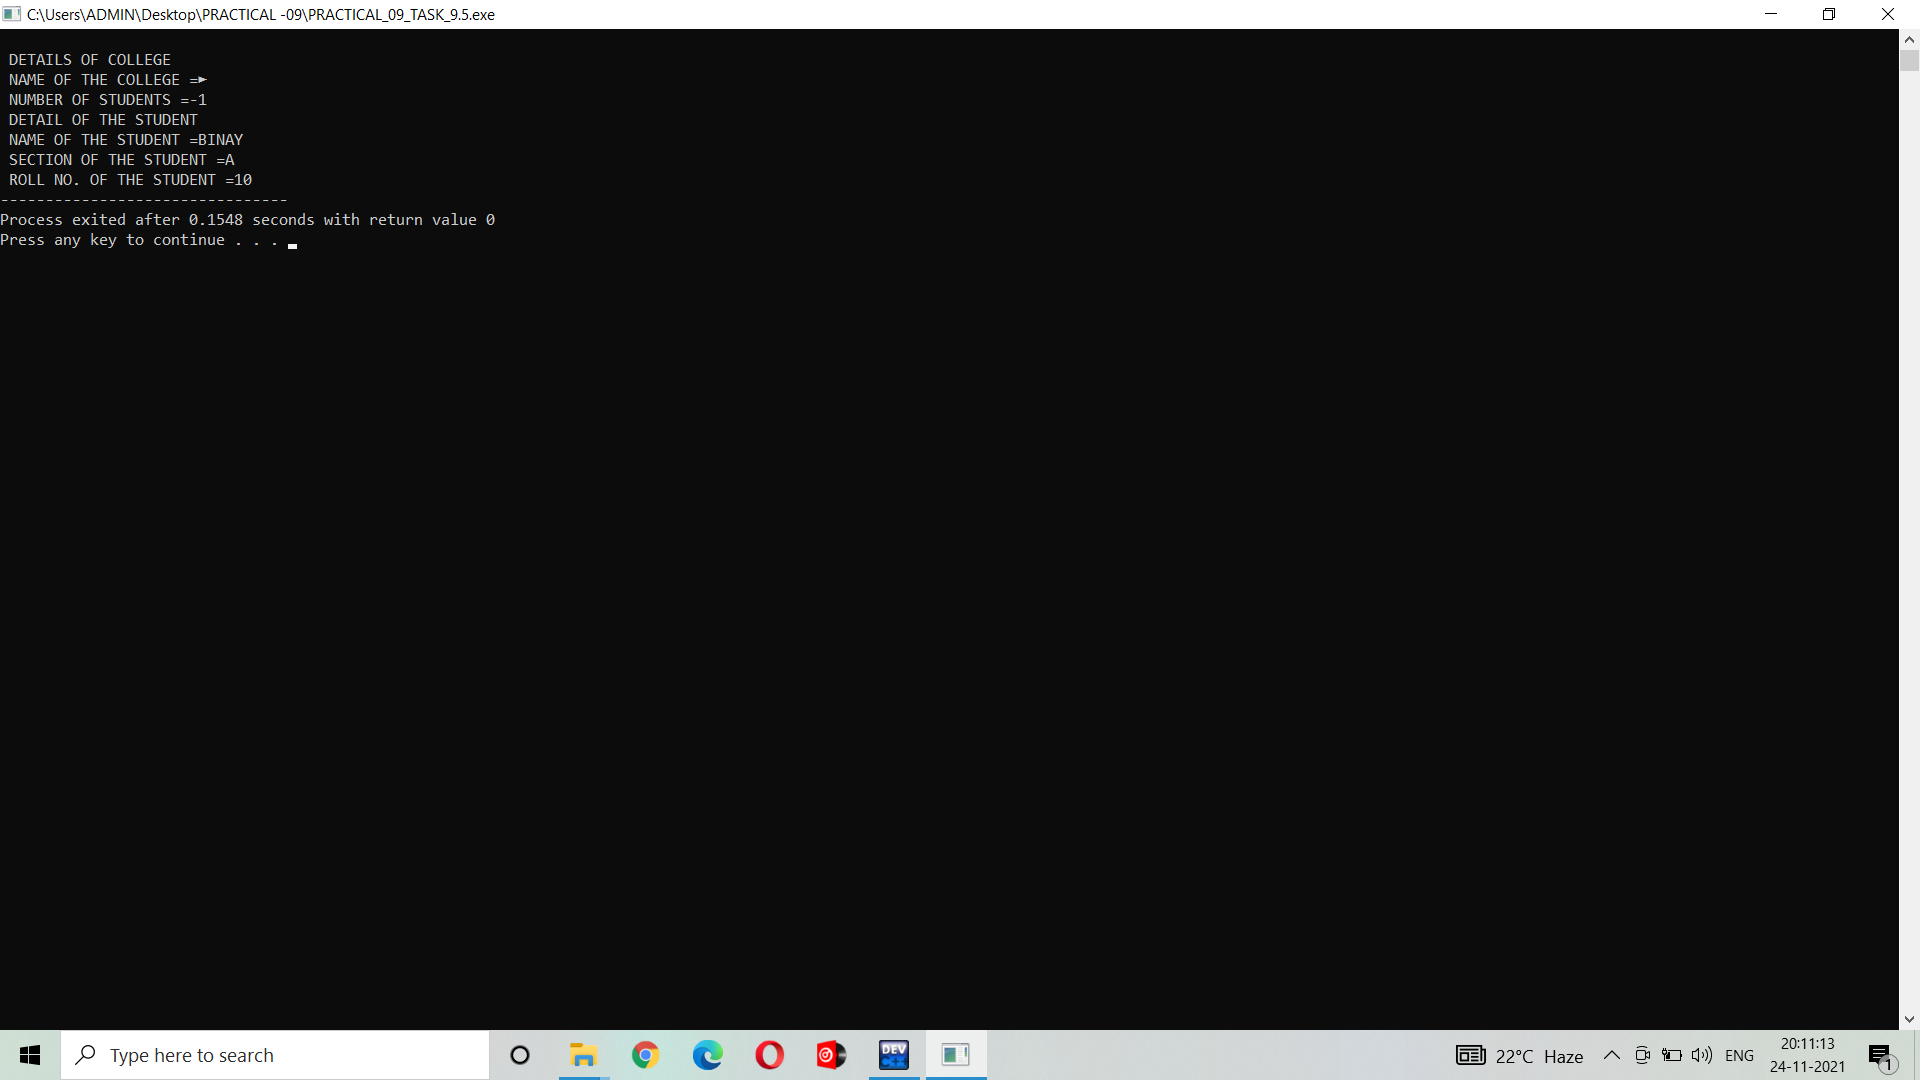 C:\Users\ADMIN\Desktop\PRACTICAL -09\PRACTICAL_09_TASK_9.5.exe
DETAILS OF COLLEGE
NAME OF THE COLLEGE =►
NUMBER OF STUDENTS =-1
DETAIL OF THE STUDENT
NAME OF THE STUDENT =BINAY
SECTION OF THE STUDENT =A
ROLL NO. OF THE STUDENT =10
--------------------------------
Process exited after 0.1548 seconds with return value 0
Press any key to continue . . .
Type here to search
DEV
C++
22°C Haze
ENG
20:11:13
24-11-2021
1